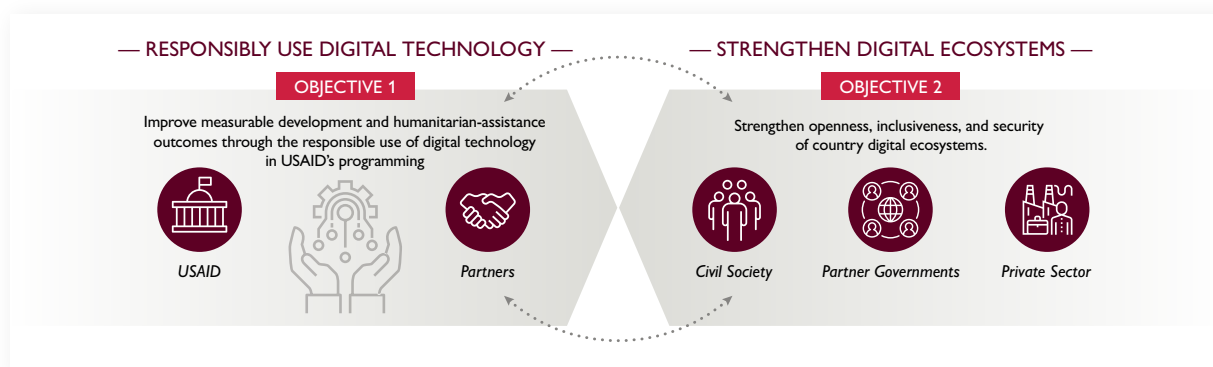 — RESPONSIBLY USE DIGITAL TECHNOLOGY —
OBJECTIVE 1
Improve measurable development and humanitarian-assistance
outcomes through the responsible use of digital technology
in USAID's programming
USAID
Partners
— STRENGTHEN DIGITAL ECOSYSTEMS —
OBJECTIVE 2
Strengthen openness, inclusiveness, and security
of country digital ecosystems.
Civil Society
Partner Governments
Private Sector